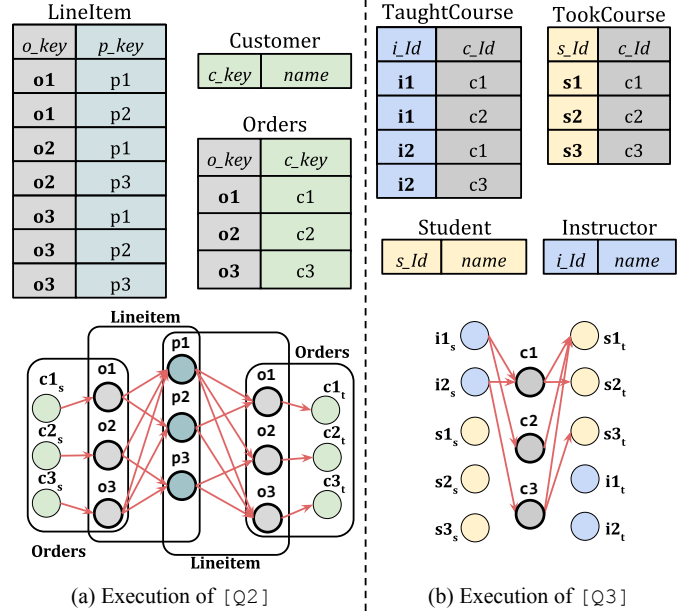 LineItem
o_key p_key
o1 p1
o1 p2
o2 p1
o2 p3
o3 p1
o3 p2
o3 p3
Customer
c_key name
Orders
o_key c_key
o1 c1
o2 c2
o3 c3
Lineitem
p1
Orders
o1 o1
c1s c1t
p2
o2 o2
c2s c2t
p3
o3 o3
c3s c3t
Orders
Lineitem
(a) Execution of [Q2]
TaughtCourse
i_Id c_Id
i1 c1
i1 c2
i2 c1
i2 c3
TookCourse
s_Id c_Id
s1 c1
s2 c2
s3 c3
Student
s_Id name
Instructor
i_Id name
i1s s1t
c1
i2s s2t
c2
s1s s3t
c3
s2s i1t
s3s i2t
(b) Execution of [Q3]